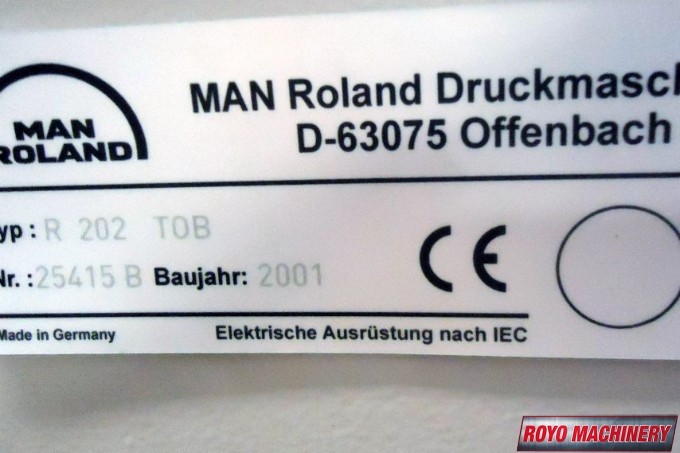 MAN
ROLAND
MAN Roland Druckmasch
D-63075 Offenbach
yp : R 202 TOB
Nr. : 25415 B Baujahr: 2001
CE
Made in Germany
Elektrische Ausrüstung nach IEC
ROYO MACHINERY